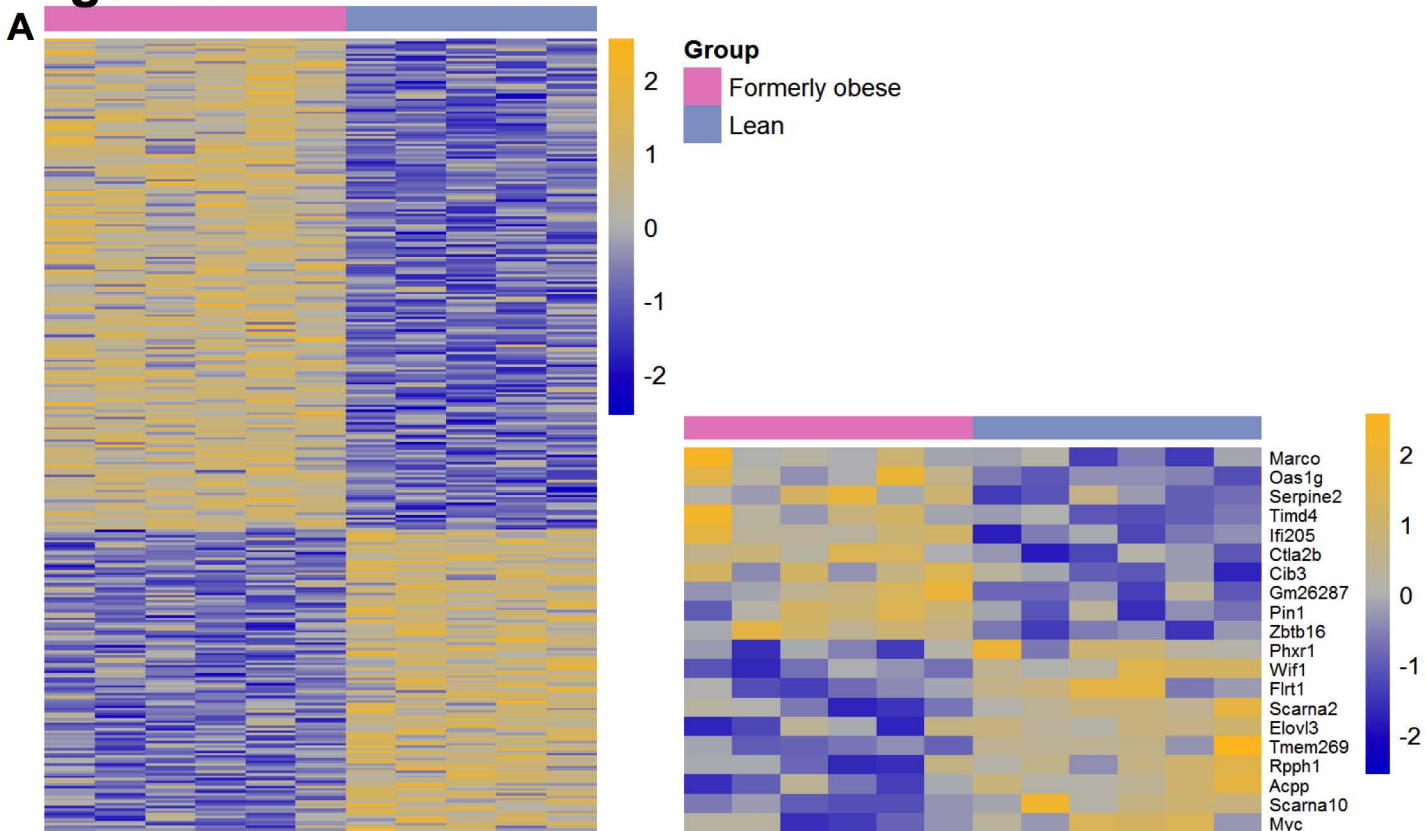 A
2
1
0
-1
-2
Group
Formerly obese
Lean
Marco
Oas1g
Serpine2
Timd4
Ifi205
Ctla2b
Cib3
Gm26287
Pin1
Zbtb16
Phxr1
Wif1
Flrt1
Scarna2
Elovl3
Tmem269
Rpph1
Acpp
Scarna10
Myc
2
1
0
-1
-2